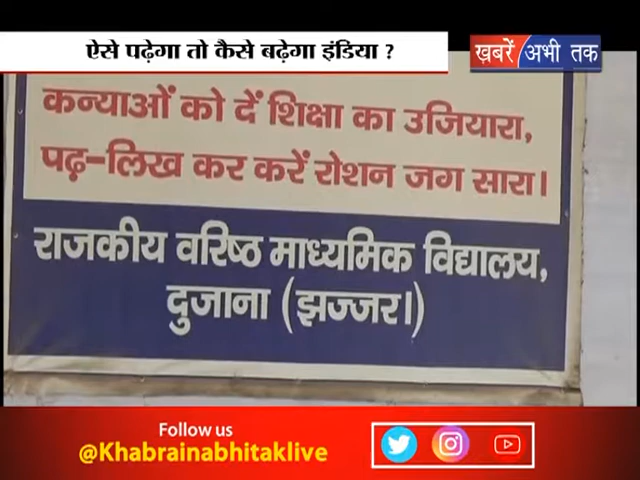 ऐसे पढ़ेगा तो कैसे बढ़ेगा इंडिया ?
ख़बरें अभी तक
कन्याओं को दें शिक्षा का उजियारा,
पढ़-लिख कर करें रोशन जग सारा।
राजकीय वरिष्ठ माध्यमिक विद्यालय,
दुजाना (झज्जर।)
Follow us
@Khabrainabhitaklive